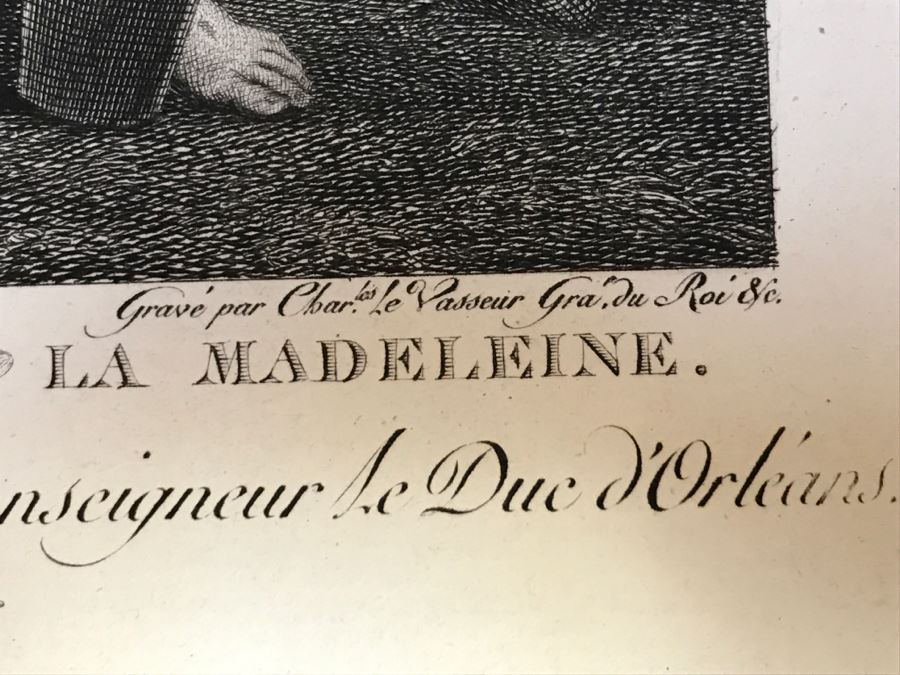 Gravé par Char.les Le Vasseur Gra.r du Roi &c.
LA MADELEINE.
nseigneur Le Duc d'Orléans.